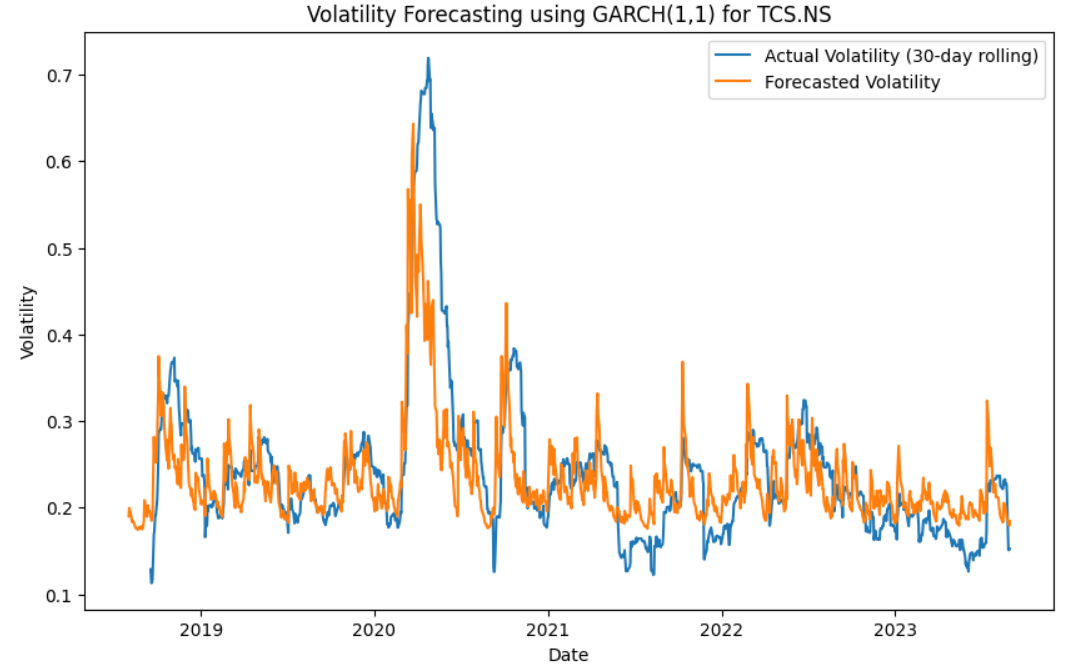 Volatility Forecasting using GARCH(1,1) for TCS.NS
Actual Volatility (30-day rolling)
Forecasted Volatility
Volatility
0.7
0.6
0.5
0.4
0.3
0.2
0.1
2019 2020 2021 2022 2023
Date